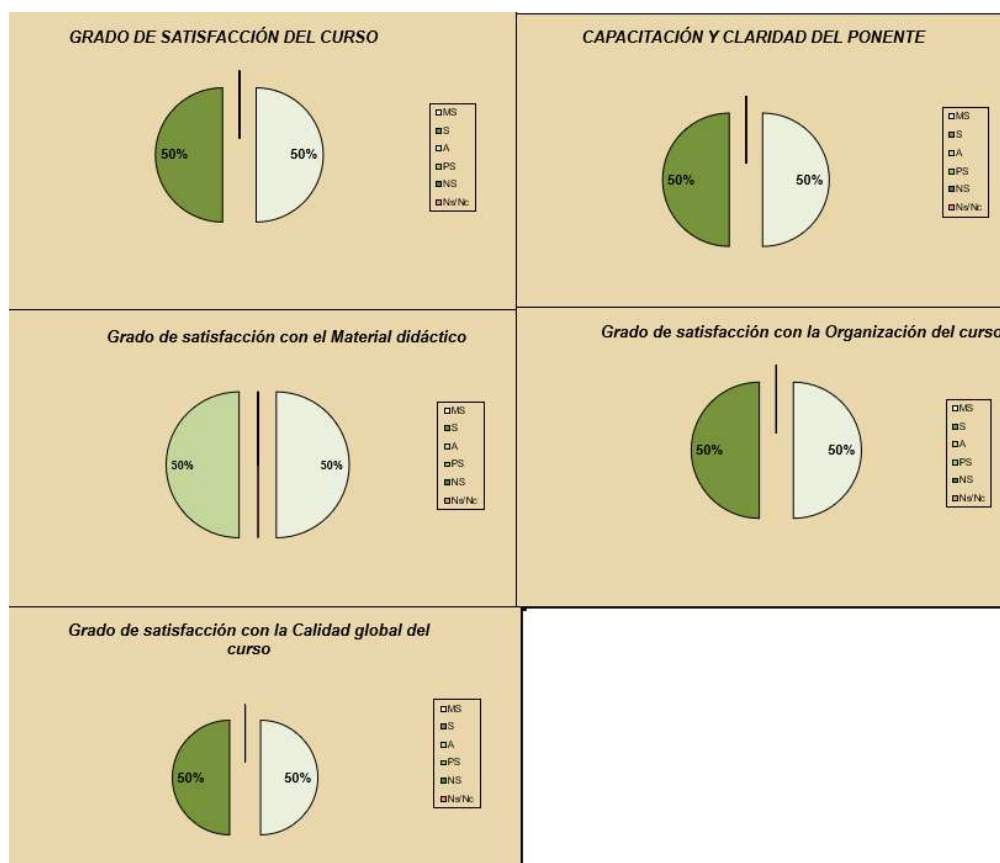 GRADO DE SATISFACCIÓN DEL CURSO
50%
50%
MS
S
A
PS
NS
Ns/Nc
CAPACITACIÓN Y CLARIDAD DEL PONENTE
50%
50%
MS
S
A
PS
NS
Ns/Nc
Grado de satisfacción con el Material didáctico
50%
50%
MS
S
A
PS
NS
Ns/Nc
Grado de satisfacción con la Organización del curso
50%
50%
MS
S
A
PS
NS
Ns/Nc
Grado de satisfacción con la Calidad global del
curso
50%
50%
MS
S
A
PS
NS
Ns/Nc